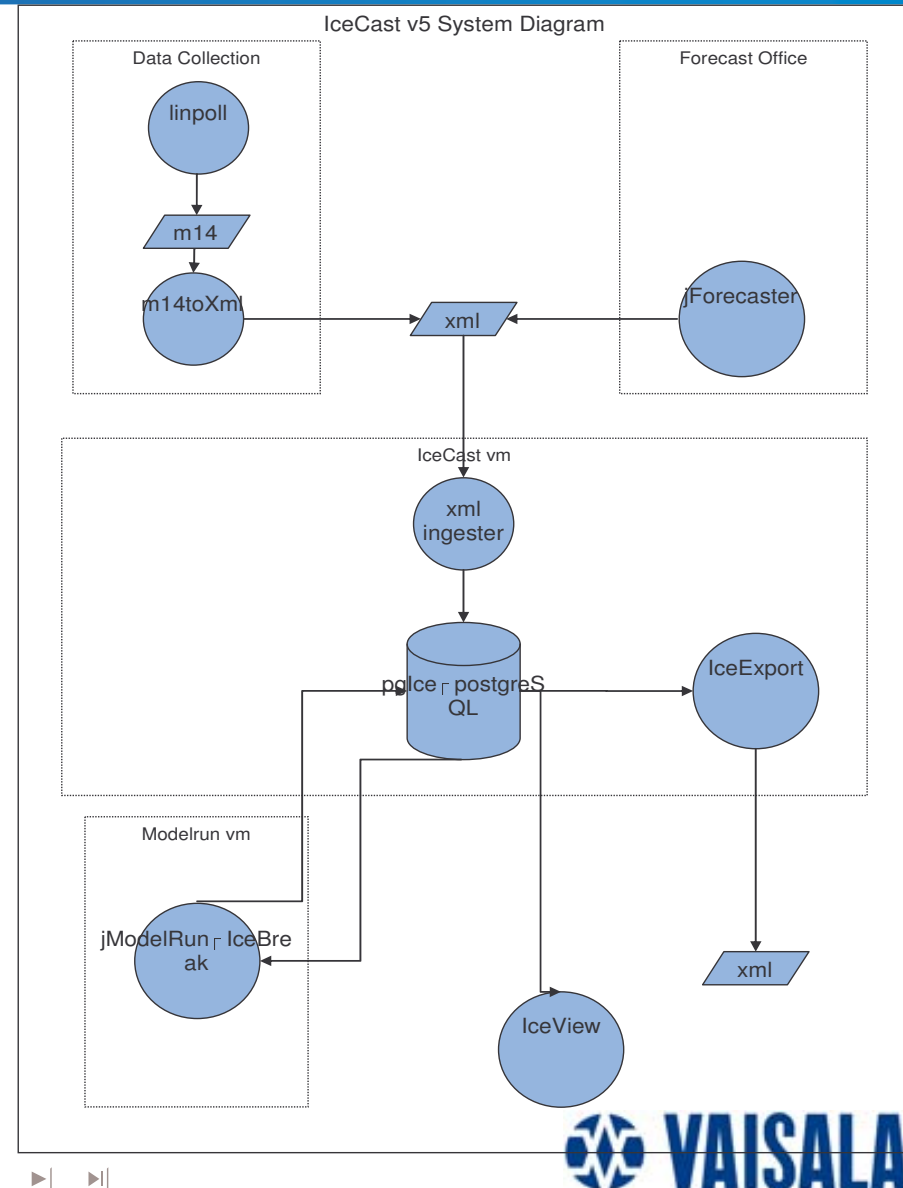 IceCast v5 System Diagram
Data Collection
Forecast Office
linpoll
m14
m14toXml
xml
jForecaster
IceCast vm
xml
ingester
pgIce┌ postgreS
QL
IceExport
Modelrun vm
jModelRun┌ IceBre
ak
xml
IceView
VAISALA